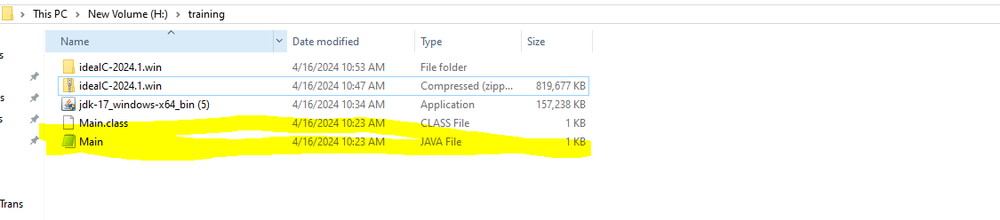 This PC > New Volume (H:) > training
Name Date modified Type Size
ideaIC-2024.1.win 4/16/2024 10:53 AM File folder
ideaIC-2024.1.win 4/16/2024 10:47 AM Compressed (zipp... 819,677 KB
jdk-17_windows-x64_bin (5) 4/16/2024 10:34 AM Application 157,238 KB
Main.class 4/16/2024 10:23 AM CLASS File 1 KB
Main 4/16/2024 10:23 AM JAVA File 1 KB
Trans